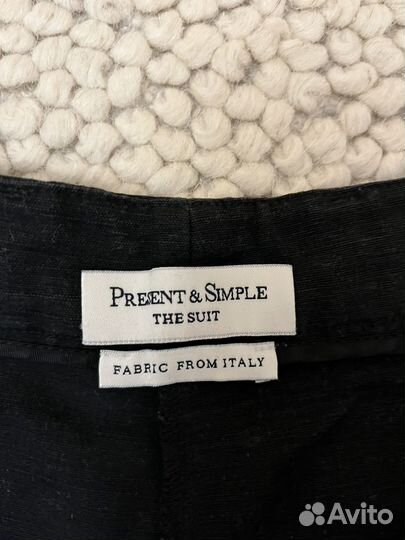 PRESENT & SIMPLE
THE SUIT
FABRIC FROM ITALY
Avito